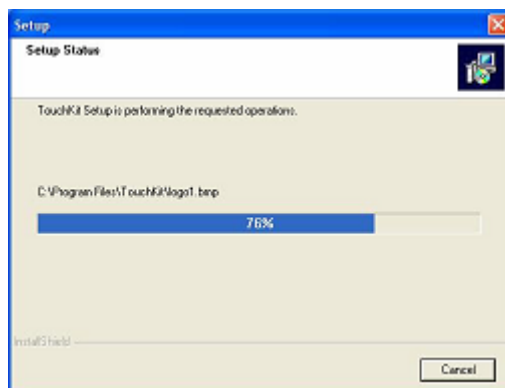 Setup
Setup Status
TouchKit Setup is performing the requested operations.
C:\Program Files\TouchKit\logo1.bmp
76%
InstallShield
Cancel